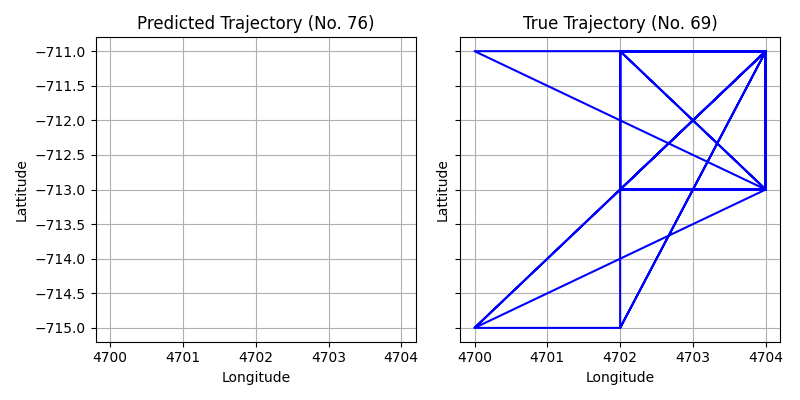 Predicted Trajectory (No. 76)
True Trajectory (No. 69)
−711.0
−711.5
−712.0
−712.5
−713.0
−713.5
−714.0
−714.5
−715.0
Lattitude
Lattitude
4700 4701 4702 4703 4704
4700 4701 4702 4703 4704
Longitude
Longitude